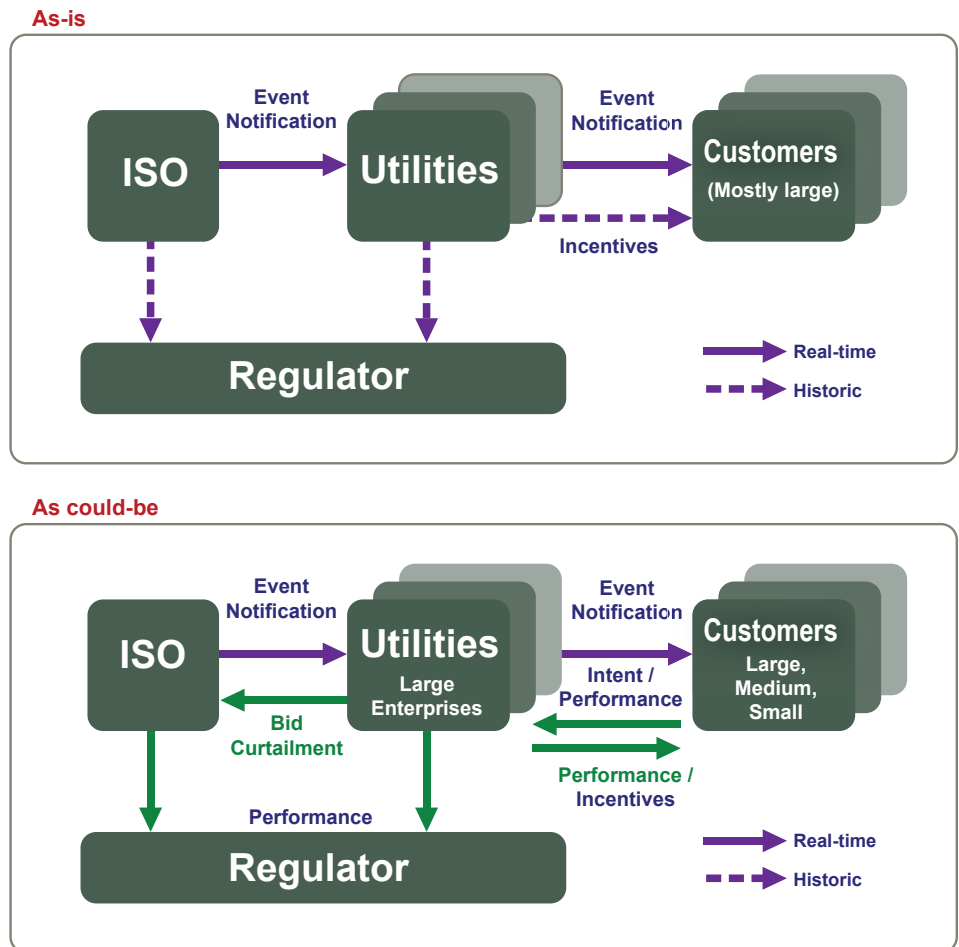 As-is
Event
Notification
Event
Notification
ISO
Utilities
Customers
(Mostly large)
Incentives
Regulator
Real-time
Historic
As could-be
Event
Notification
Event
Notification
ISO
Utilities
Large
Enterprises
Customers
Large,
Medium,
Small
Intent /
Performance
Bid
Curtailment
Performance /
Incentives
Performance
Regulator
Real-time
Historic